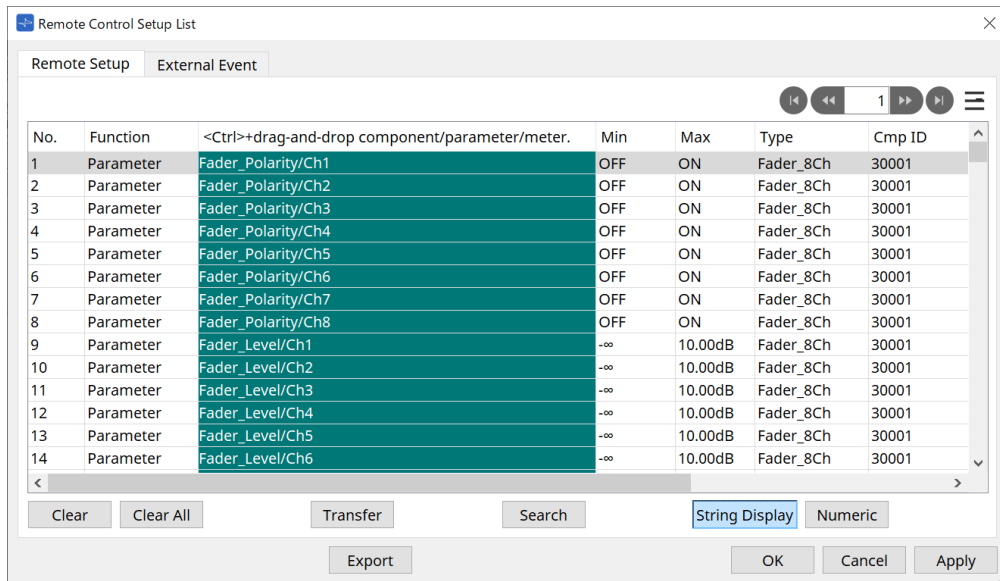 Remote Control Setup List
Remote Setup External Event
1
No. Function <Ctrl>+drag-and-drop component/parameter/meter. Min Max Type Cmp ID
1 Parameter Fader_Polarity/Ch1 OFF ON Fader_8Ch 30001
2 Parameter Fader_Polarity/Ch2 OFF ON Fader_8Ch 30001
3 Parameter Fader_Polarity/Ch3 OFF ON Fader_8Ch 30001
4 Parameter Fader_Polarity/Ch4 OFF ON Fader_8Ch 30001
5 Parameter Fader_Polarity/Ch5 OFF ON Fader_8Ch 30001
6 Parameter Fader_Polarity/Ch6 OFF ON Fader_8Ch 30001
7 Parameter Fader_Polarity/Ch7 OFF ON Fader_8Ch 30001
8 Parameter Fader_Polarity/Ch8 OFF ON Fader_8Ch 30001
9 Parameter Fader_Level/Ch1 -∞ 10.00dB Fader_8Ch 30001
10 Parameter Fader_Level/Ch2 -∞ 10.00dB Fader_8Ch 30001
11 Parameter Fader_Level/Ch3 -∞ 10.00dB Fader_8Ch 30001
12 Parameter Fader_Level/Ch4 -∞ 10.00dB Fader_8Ch 30001
13 Parameter Fader_Level/Ch5 -∞ 10.00dB Fader_8Ch 30001
14 Parameter Fader_Level/Ch6 -∞ 10.00dB Fader_8Ch 30001
Clear Clear All Transfer Search String Display Numeric
Export OK Cancel Apply